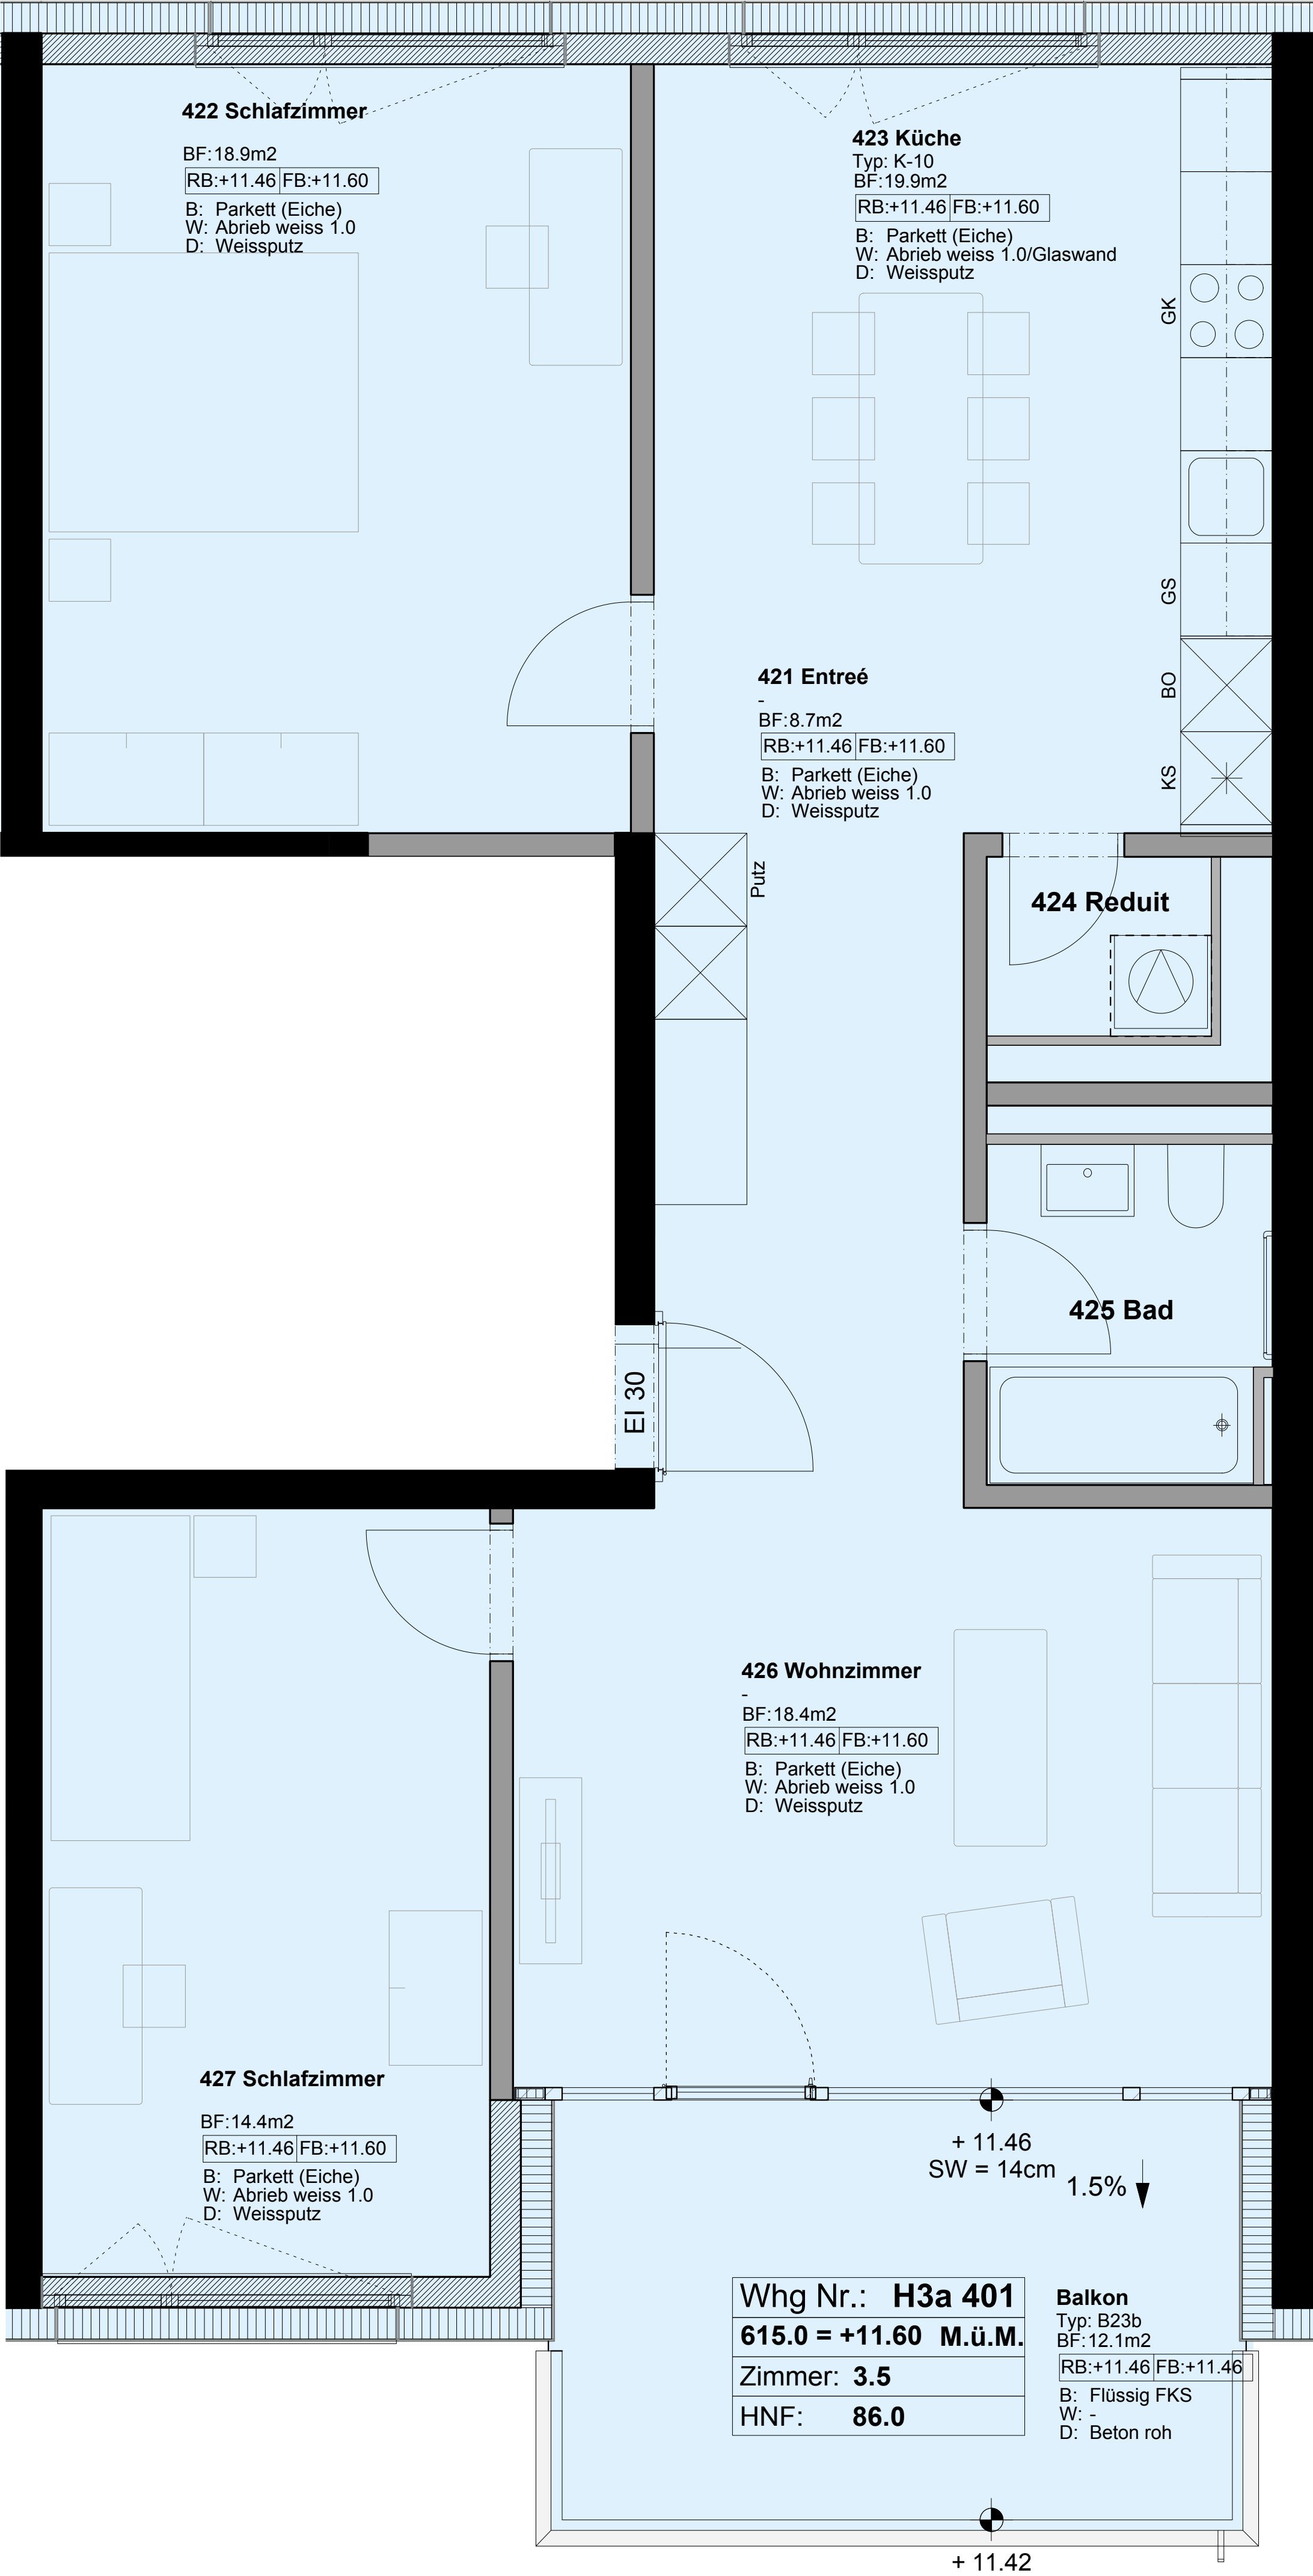 422 Schlafzimmer
BF:18.9m2
RB:+11.46 FB:+11.60
B: Parkett (Eiche)
W: Abrieb weiss 1.0
D: Weissputz
423 Küche
Typ: K-10
BF:19.9m2
RB:+11.46 FB:+11.60
B: Parkett (Eiche)
W: Abrieb weiss 1.0/Glaswand
D: Weissputz
GK
GS
BO
KS
421 Entreé
-
BF:8.7m2
RB:+11.46 FB:+11.60
B: Parkett (Eiche)
W: Abrieb weiss 1.0
D: Weissputz
Putz
424 Reduit
425 Bad
EI 30
426 Wohnzimmer
-
BF:18.4m2
RB:+11.46 FB:+11.60
B: Parkett (Eiche)
W: Abrieb weiss 1.0
D: Weissputz
427 Schlafzimmer
BF:14.4m2
RB:+11.46 FB:+11.60
B: Parkett (Eiche)
W: Abrieb weiss 1.0
D: Weissputz
+ 11.46
SW = 14cm
1.5%
Whg Nr.: H3a 401
615.0 = +11.60 M.ü.M.
Zimmer: 3.5
HNF: 86.0
Balkon
Typ: B23b
BF:12.1m2
RB:+11.46 FB:+11.46
B: Flüssig FKS
W: -
D: Beton roh
+ 11.42